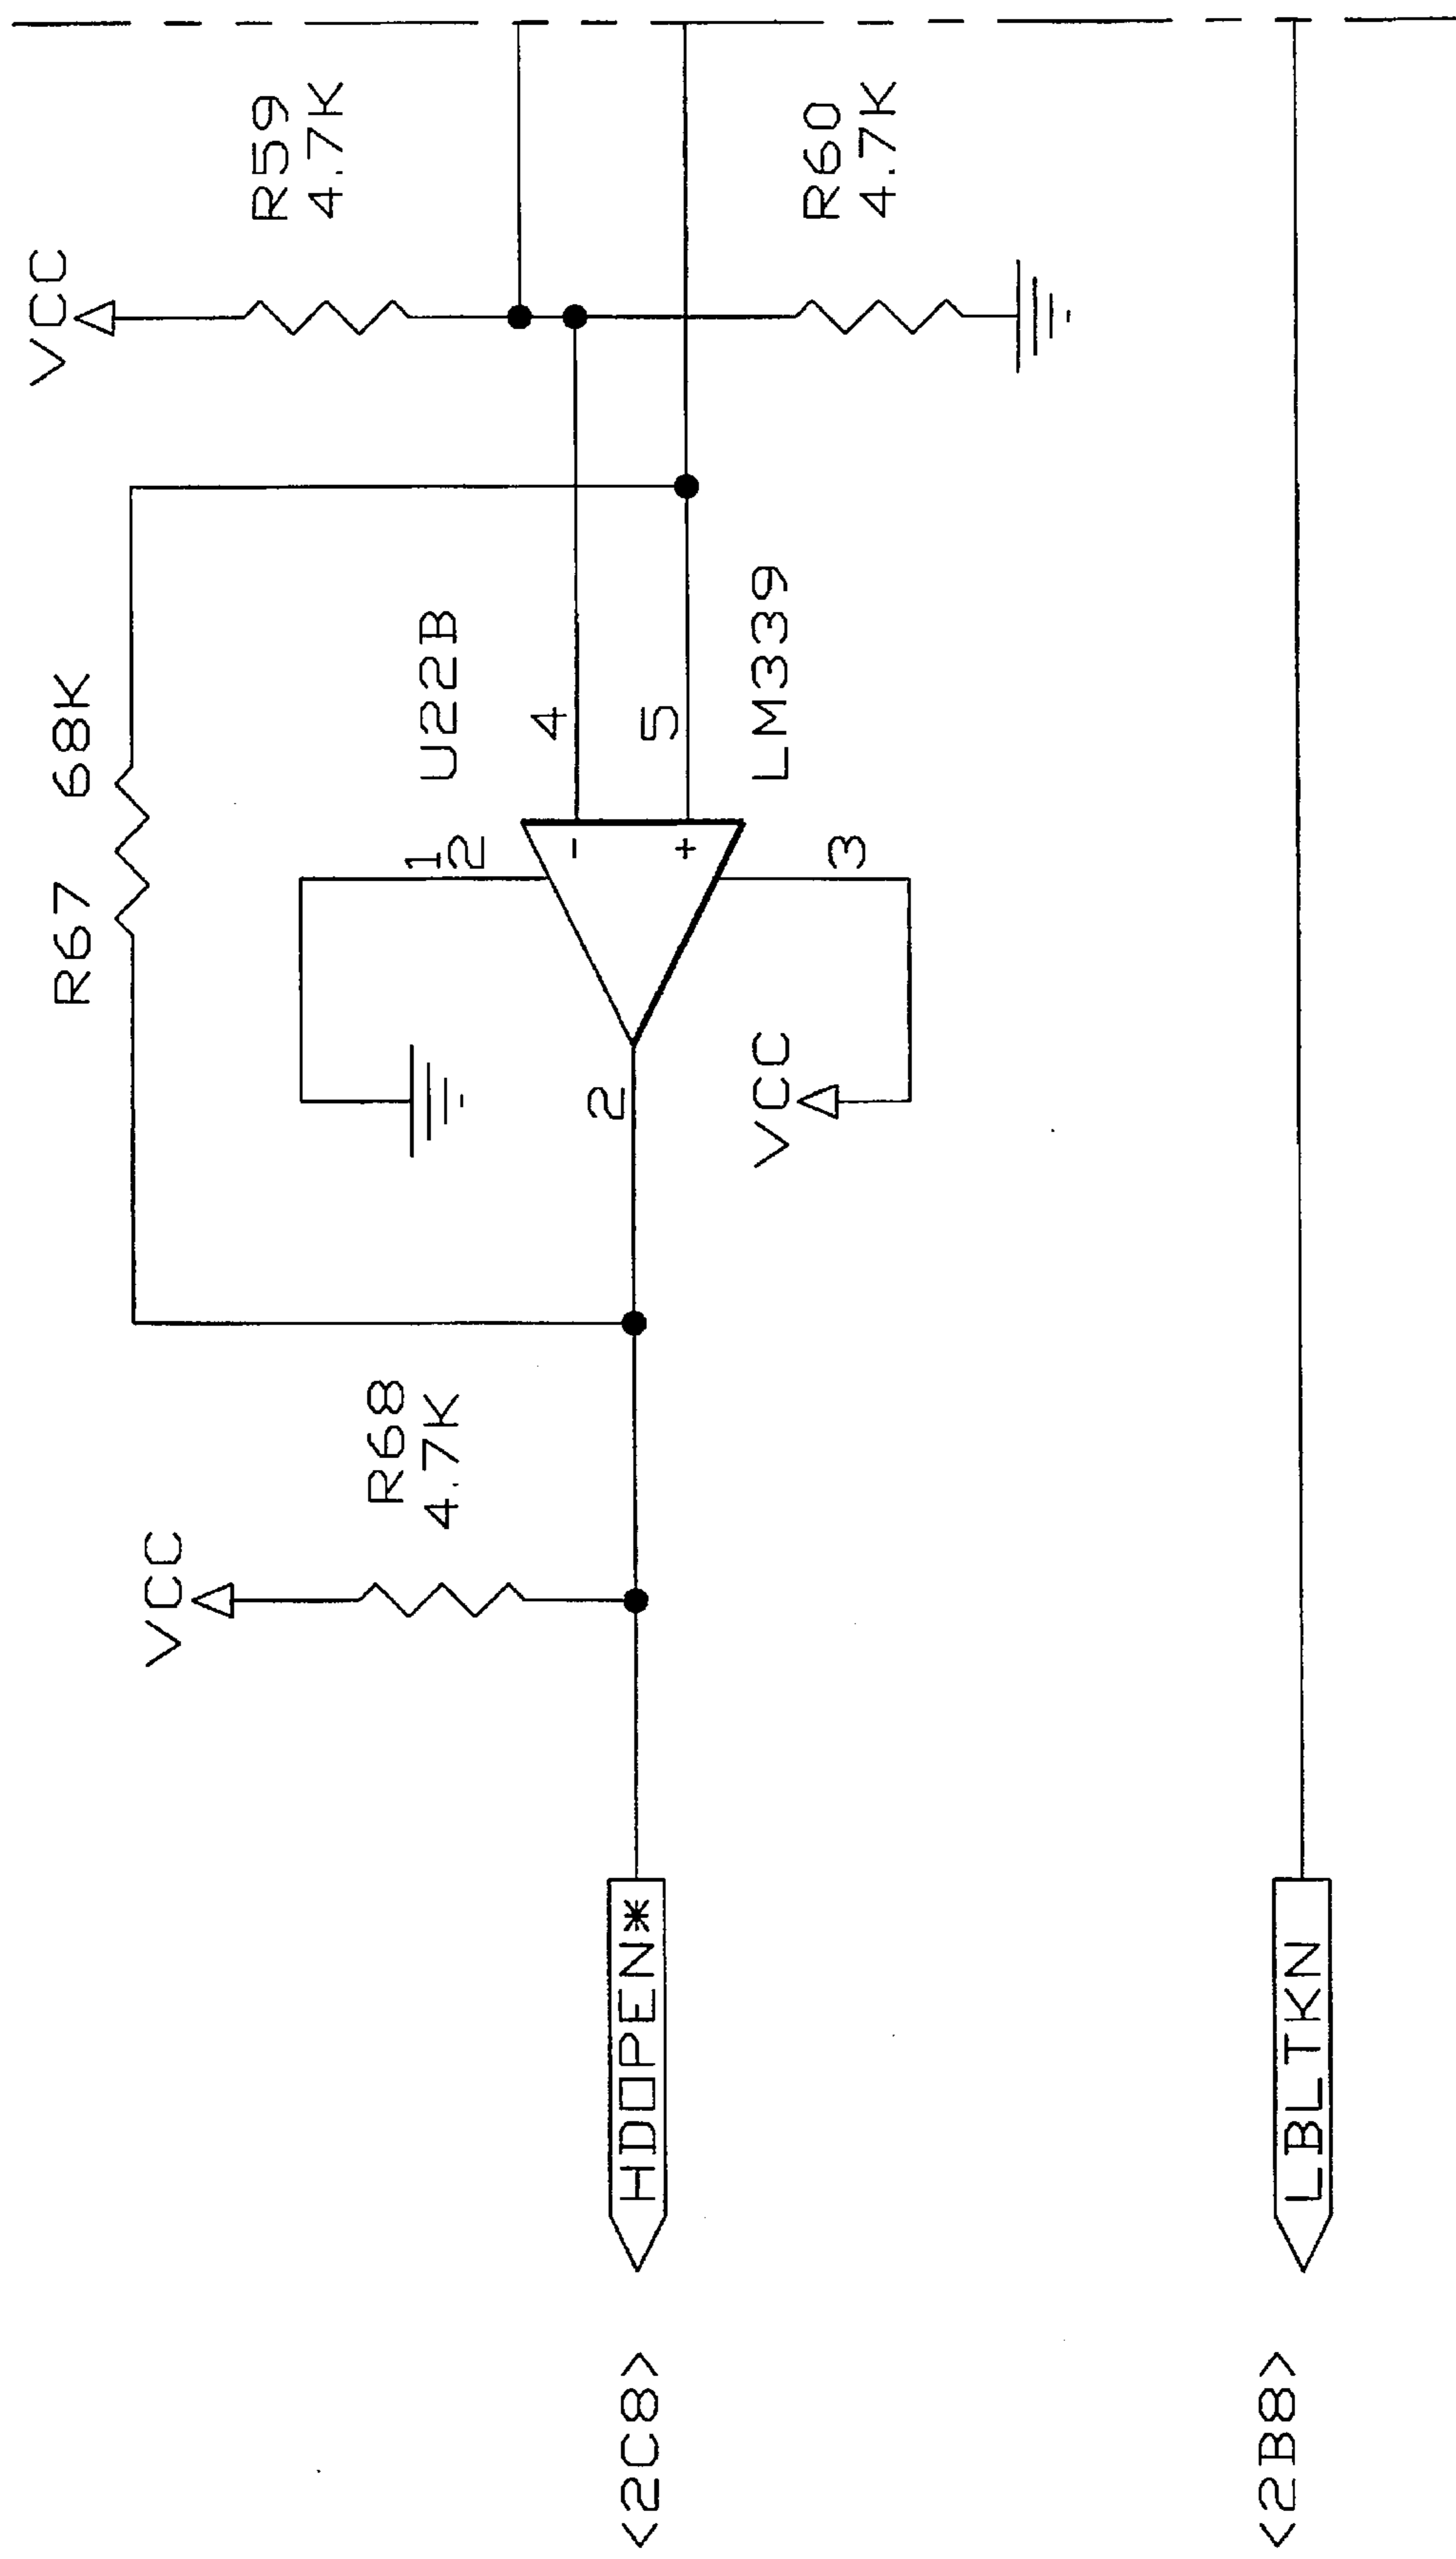 VCC
R59
4.7K
R60
4.7K
R67 68K
U22B
4
5
LM339
12
-
+
3
2
VCC
R68
4.7K
VCC
HDOPEN*
<2C8>
LBLTKN
<2B8>